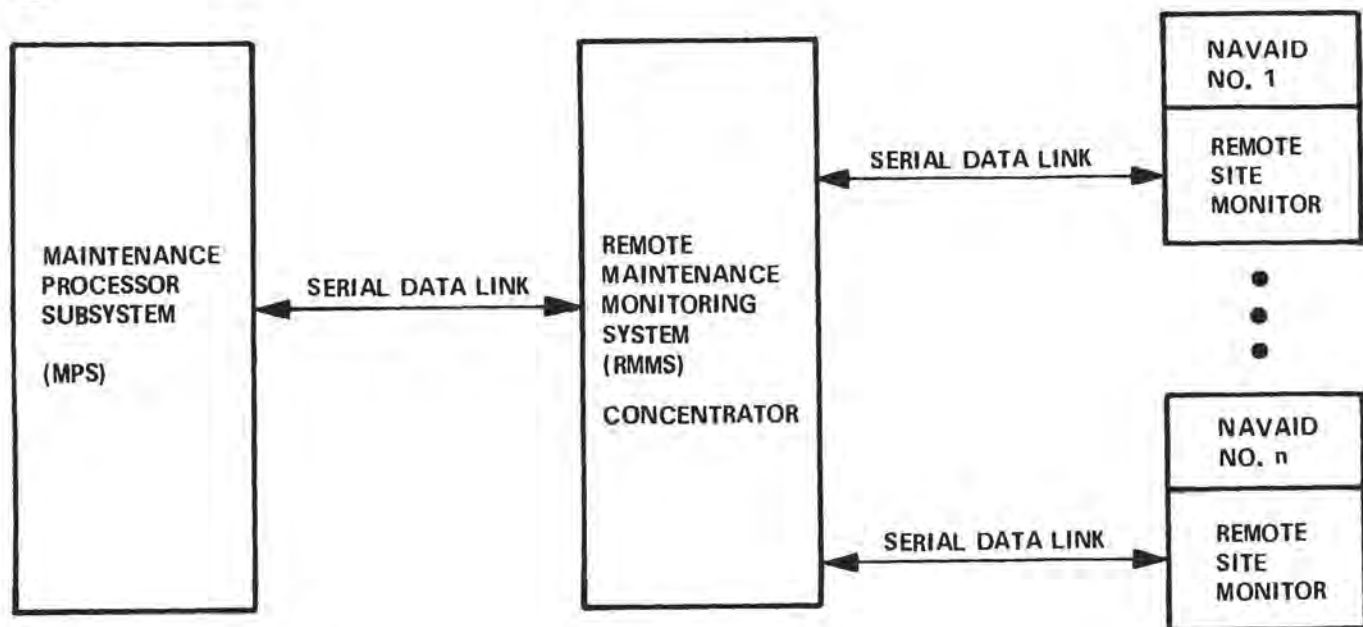 MAINTENANCE
PROCESSOR
SUBSYSTEM
(MPS)
SERIAL DATA LINK
REMOTE
MAINTENANCE
MONITORING
SYSTEM
(RMMS)
CONCENTRATOR
SERIAL DATA LINK
NAVAID
NO. 1
REMOTE
SITE
MONITOR
SERIAL DATA LINK
NAVAID
NO. n
REMOTE
SITE
MONITOR